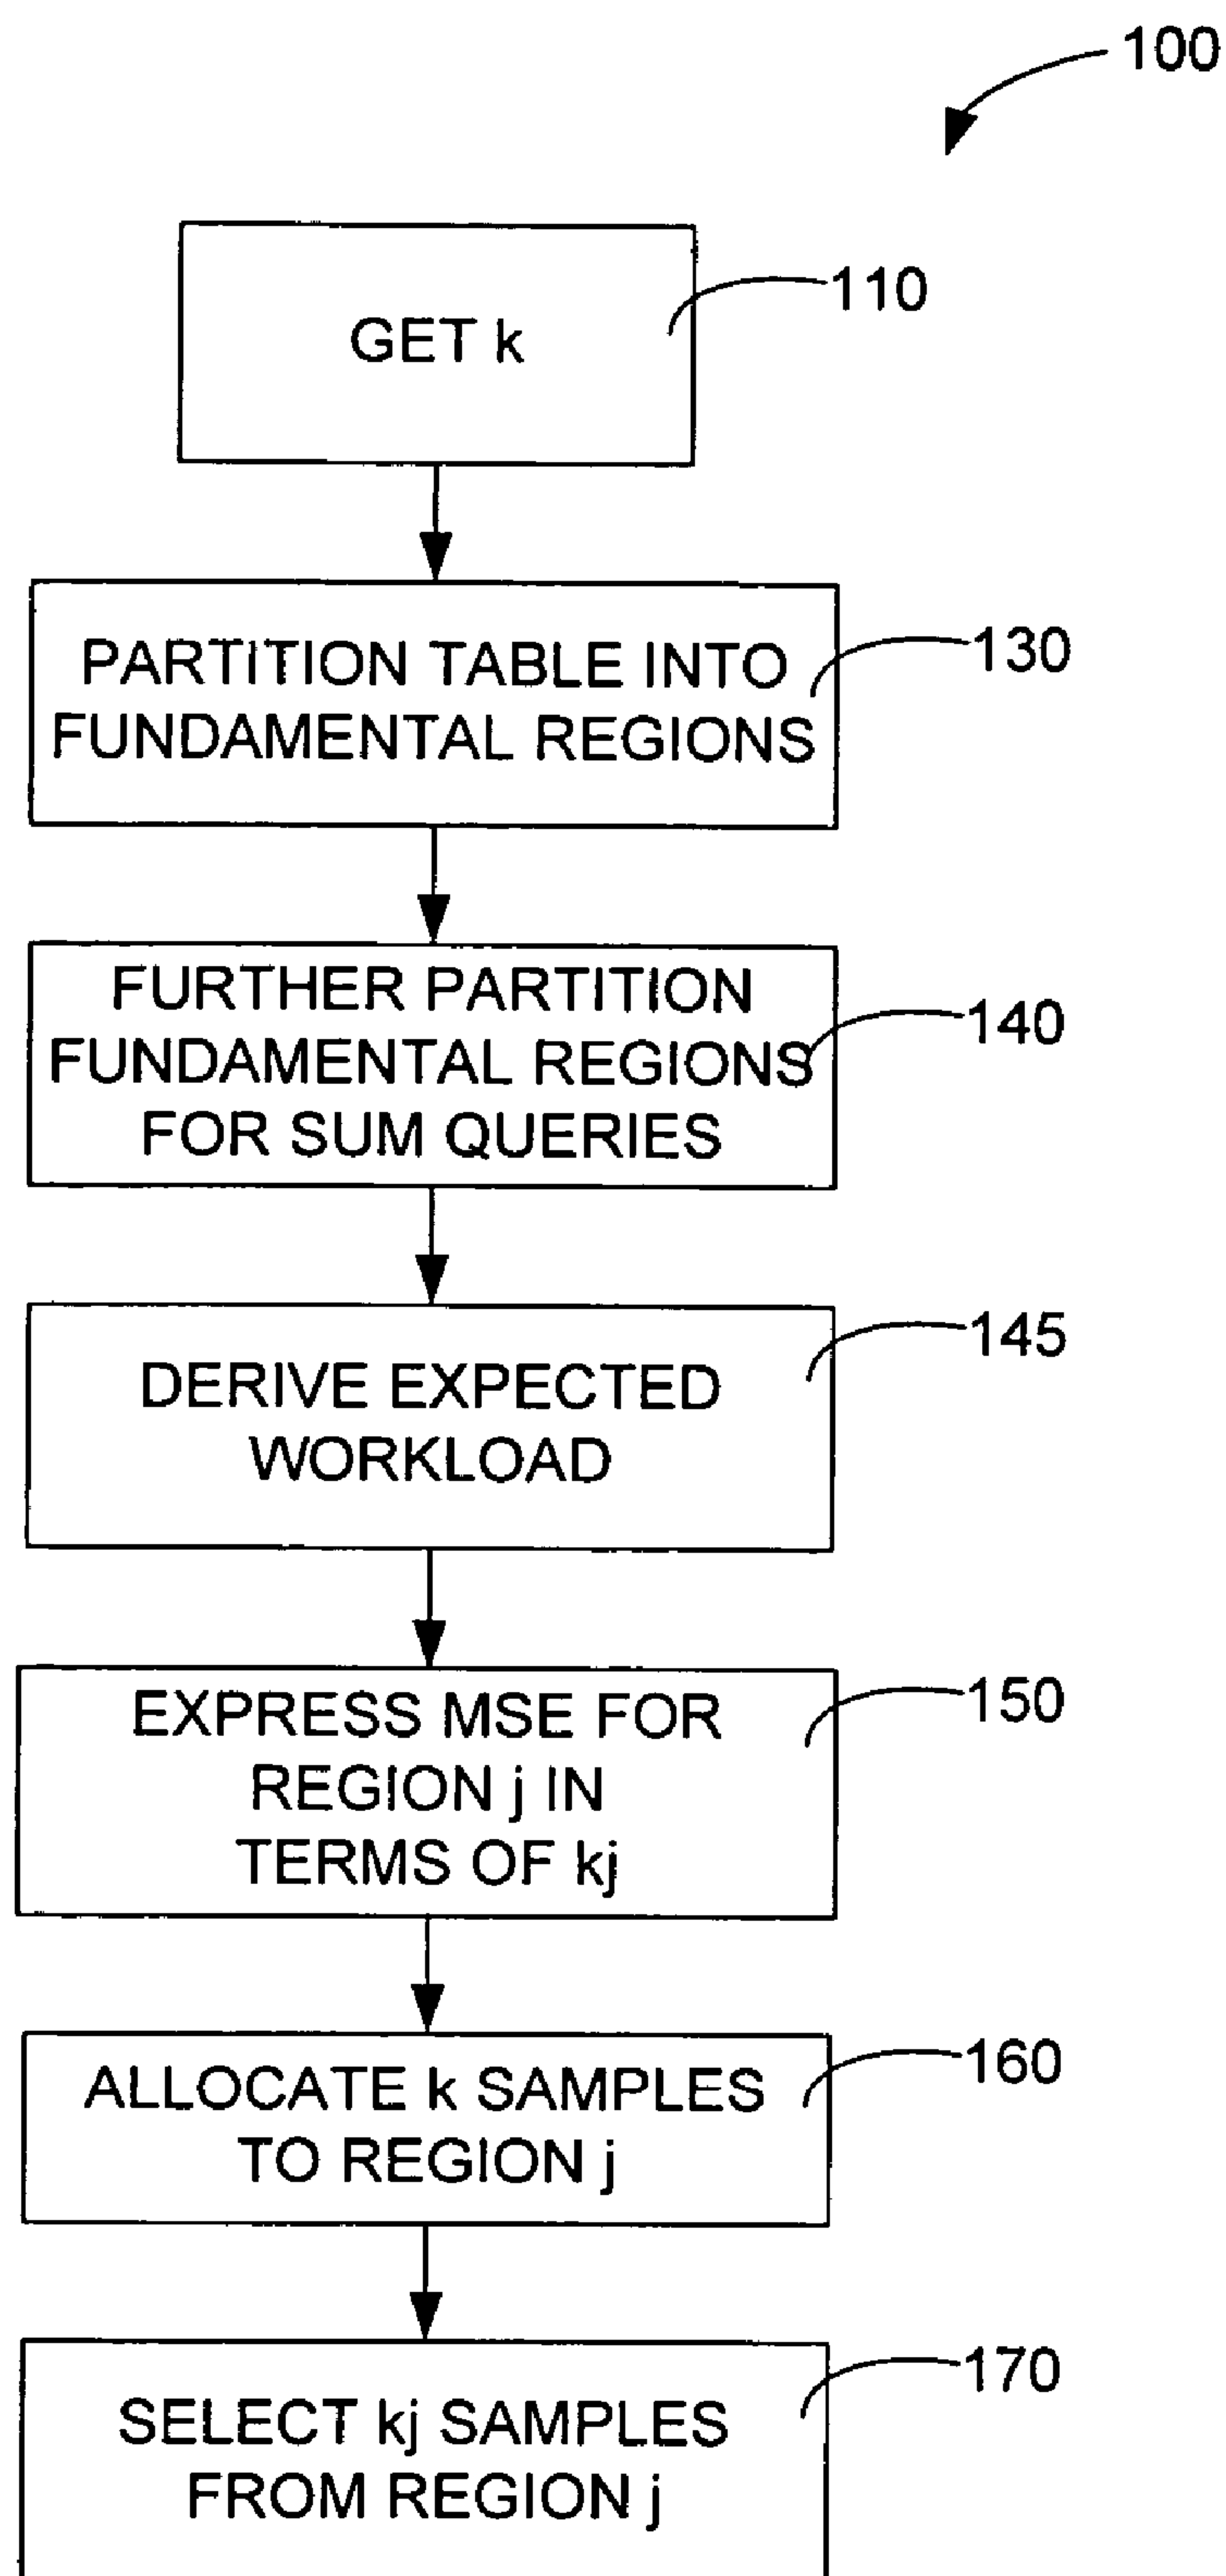 100
GET k
110
PARTITION TABLE INTO
FUNDAMENTAL REGIONS
130
FURTHER PARTITION
FUNDAMENTAL REGIONS
FOR SUM QUERIES
140
DERIVE EXPECTED
WORKLOAD
145
EXPRESS MSE FOR
REGION j IN
TERMS OF kj
150
ALLOCATE k SAMPLES
TO REGION j
160
SELECT kj SAMPLES
FROM REGION j
170